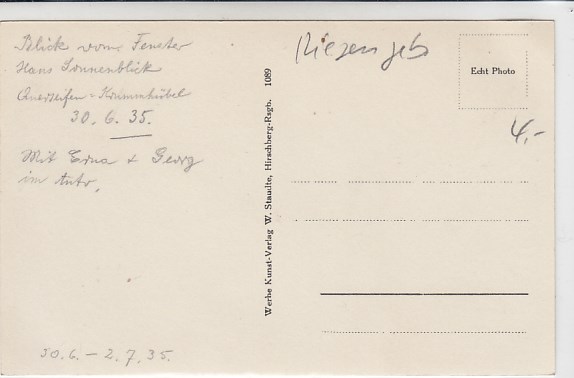 Blick vom Fenster
Haus Sonnenblick
Querseifen - Krummhübel
30. 6. 35.
Mit Erna + Georg
im Auto.
30.6. – 2.7.35.
Riesengeb
Echt Photo
4,-
Werbe Kunst-Verlag W. Staudte, Hirschberg-Rsgb. 1089